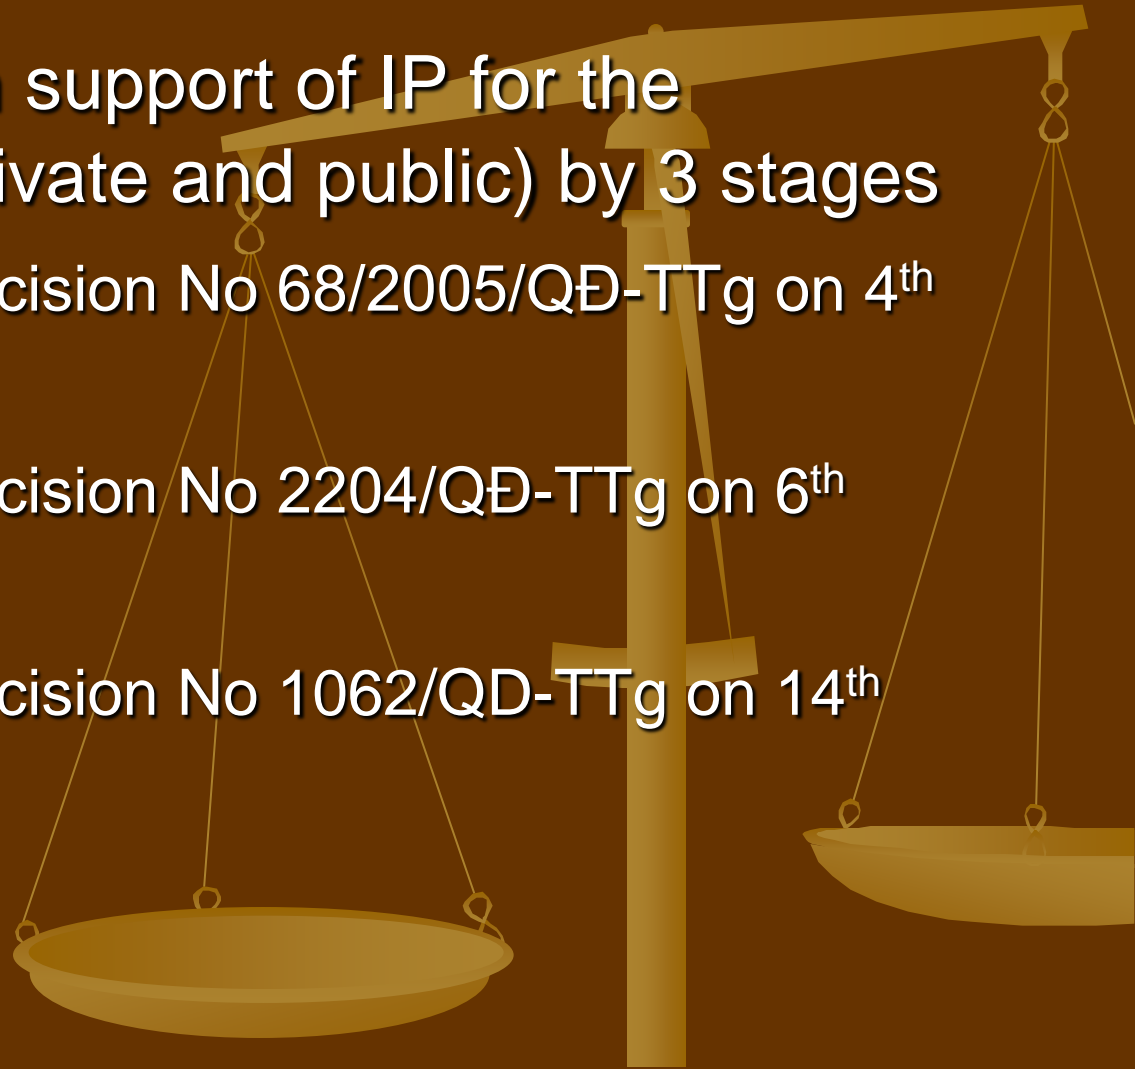 support of IP for the
ivate and public) by 3 stages
cision No 68/2005/QĐ-TTg on 4th
cision No 2204/QĐ-TTg on 6th
cision No 1062/QD-TTg on 14th